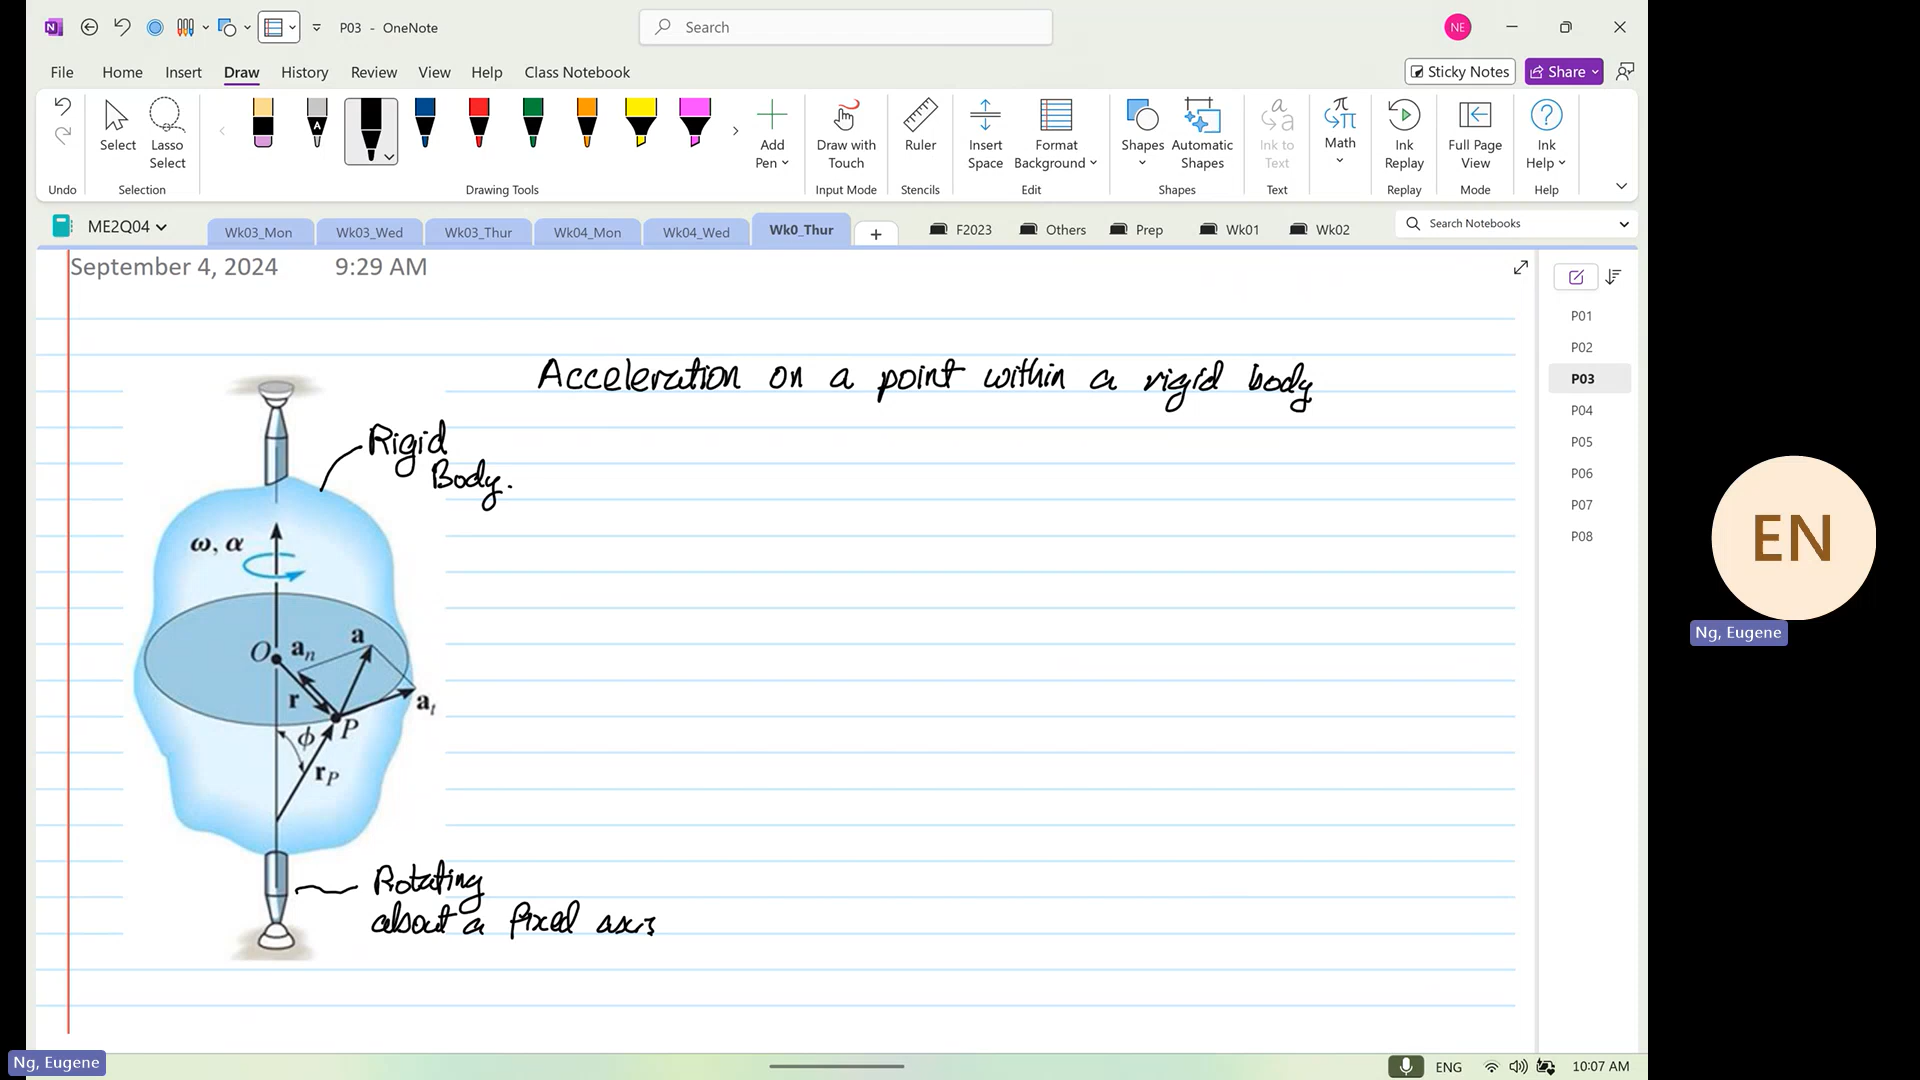 P03 - OneNote
Search
NE
File Home Insert Draw History Review View Help Class Notebook
Sticky Notes
Share
Select
Lasso Select
A
Add Pen
Draw with Touch
Ruler
Insert Space
Format Background
Shapes
Automatic Shapes
a
a
Ink to Text
π
Math
Ink Replay
Full Page View
Ink Help
Undo
Selection
Drawing Tools
Input Mode
Stencils
Edit
Shapes
Text
Replay
Mode
Help
ME2Q04
Wk03_Mon
Wk03_Wed
Wk03_Thur
Wk04_Mon
Wk04_Wed
Wk0_Thur
+
F2023
Others
Prep
Wk01
Wk02
Search Notebooks
September 4, 2024 9:29 AM
P01
P02
P03
P04
P05
P06
P07
P08
Acceleration on a point within a rigid body
Rigid
Body.
ω, α
a
O
aₙ
r
aₜ
P
ϕ
r_P
Rotating
about a fixed axis
EN
Ng, Eugene
Ng, Eugene
ENG
10:07 AM